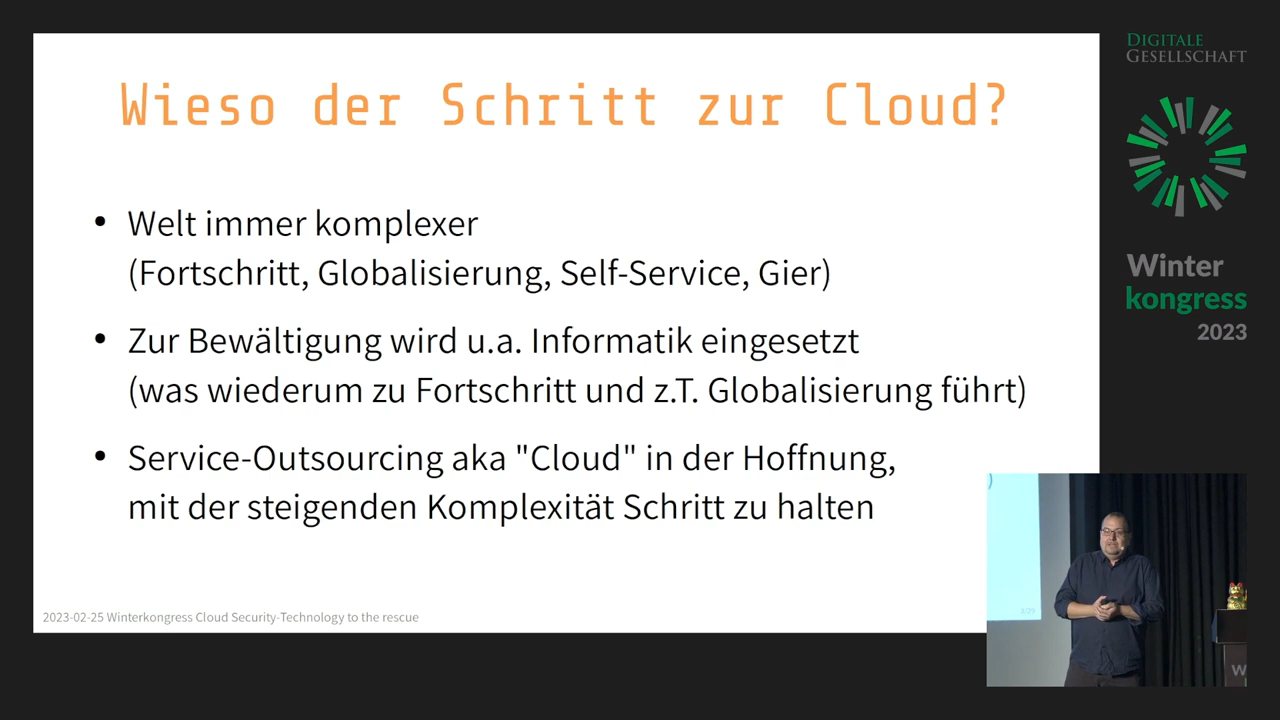 Wieso der Schritt zur Cloud?
• Welt immer komplexer
(Fortschritt, Globalisierung, Self-Service, Gier)
• Zur Bewältigung wird u.a. Informatik eingesetzt
(was wiederum zu Fortschritt und z.T. Globalisierung führt)
• Service-Outsourcing aka "Cloud" in der Hoffnung,
mit der steigenden Komplexität Schritt zu halten
2023-02-25 Winterkongress Cloud Security-Technology to the rescue
DIGITALE
GESELLSCHAFT
Winter
kongress
2023
)
W